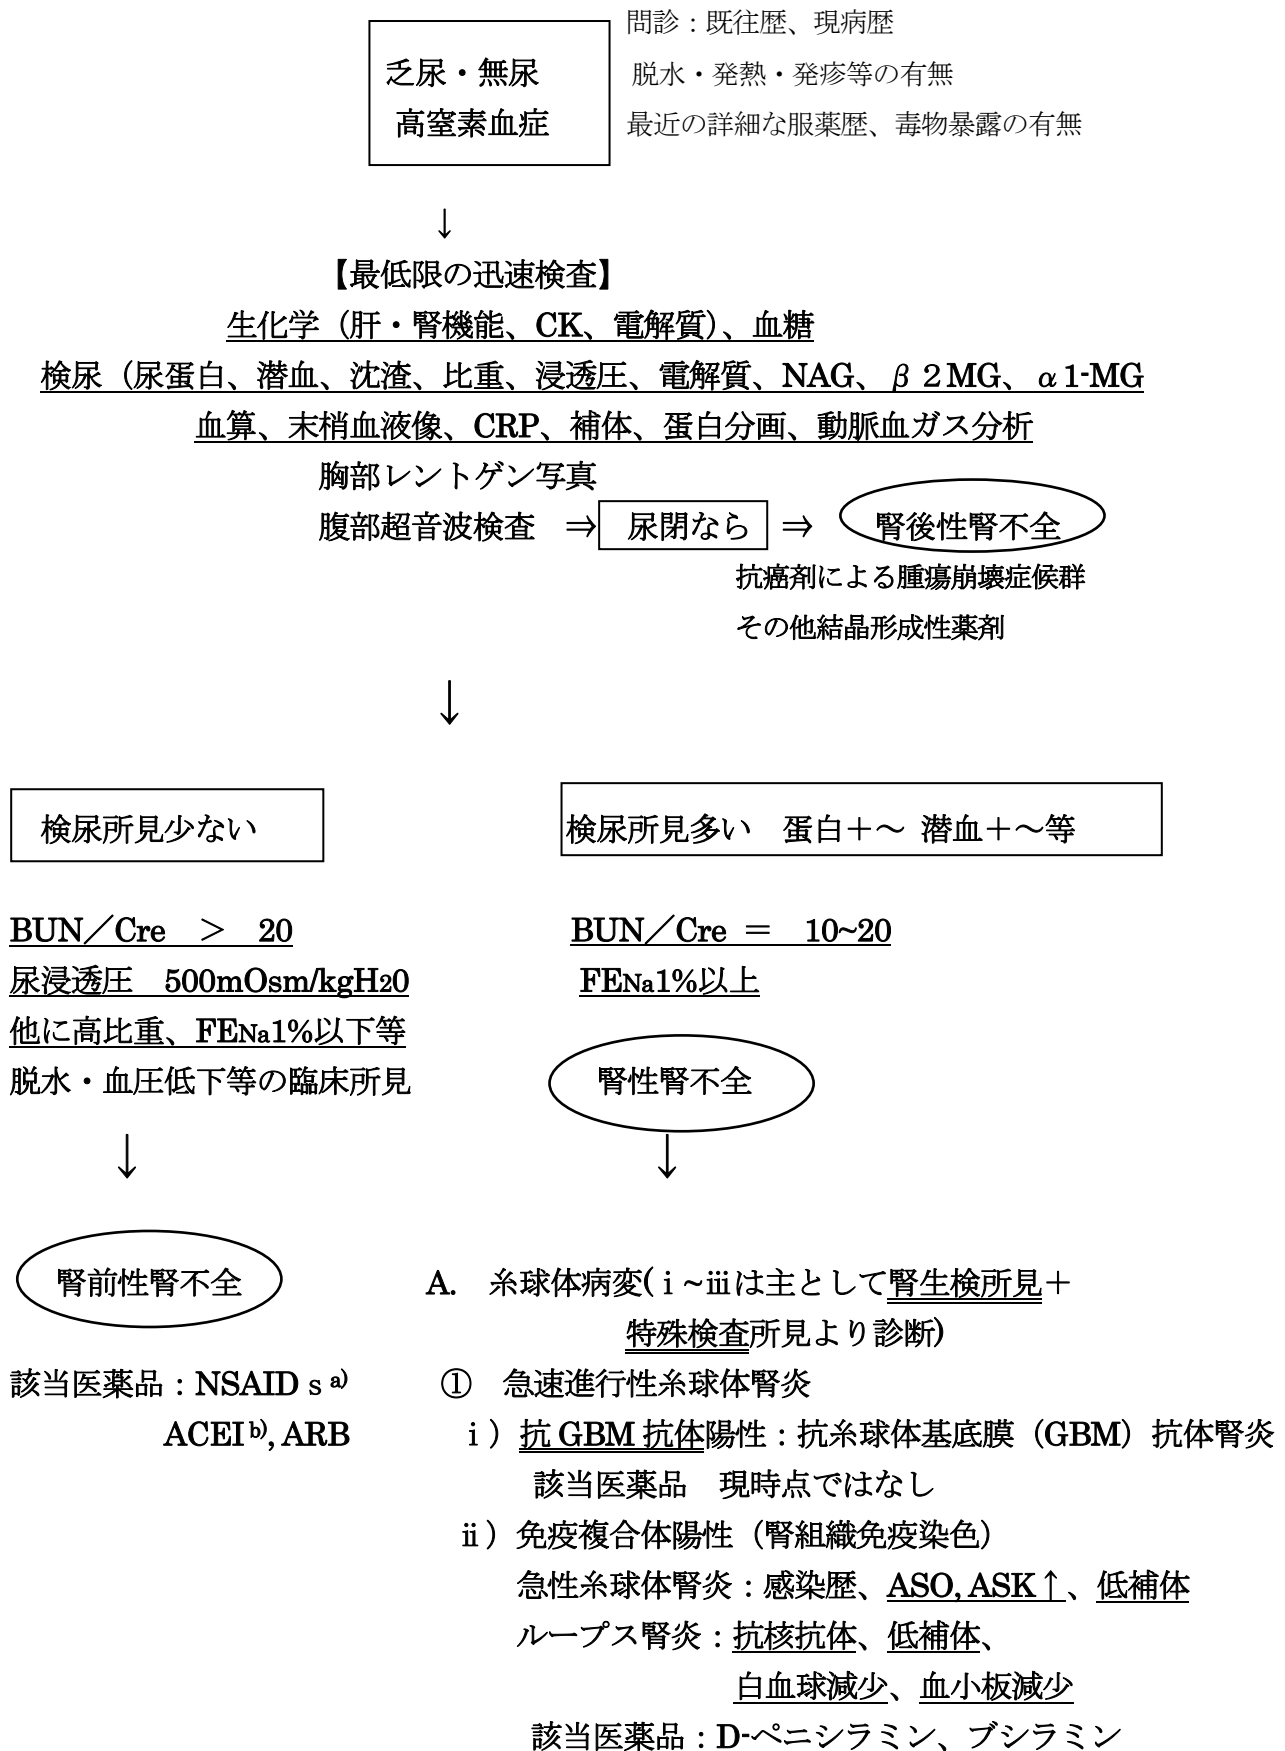 問診：既往歴、現病歴
乏尿・無尿
脱水・発熱・発疹等の有無
高窒素血症
最近の詳細な服薬歴、毒物暴露の有無
↓
【最低限の迅速検査】
生化学（肝・腎機能、CK、電解質）、血糖
検尿（尿蛋白、潜血、沈渣、比重、浸透圧、電解質、NAG、β２MG、α1-MG
血算、末梢血液像、CRP、補体、蛋白分画、動脈血ガス分析
胸部レントゲン写真
腹部超音波検査　⇒ 尿閉なら ⇒ 腎後性腎不全
抗癌剤による腫瘍崩壊症候群
その他結晶形成性薬剤
↓
検尿所見少ない
検尿所見多い　蛋白＋～ 潜血＋～等
BUN／Cre　＞　20
尿浸透圧　500mOsm/kgH20
他に高比重、FENa1%以下等
脱水・血圧低下等の臨床所見
↓
腎前性腎不全
該当医薬品：NSAIDｓa)
ACEI b), ARB
BUN／Cre ＝　10~20
FENa1%以上
腎性腎不全
↓
A.　糸球体病変(ⅰ~ⅲは主として腎生検所見＋
特殊検査所見より診断)
①　急速進行性糸球体腎炎
ⅰ）抗 GBM 抗体陽性：抗糸球体基底膜（GBM）抗体腎炎
該当医薬品　現時点ではなし
ⅱ）免疫複合体陽性（腎組織免疫染色）
急性糸球体腎炎：感染歴、ASO, ASK↑、低補体
ループス腎炎：抗核抗体、低補体、
白血球減少、血小板減少
該当医薬品：D-ペニシラミン、ブシラミン